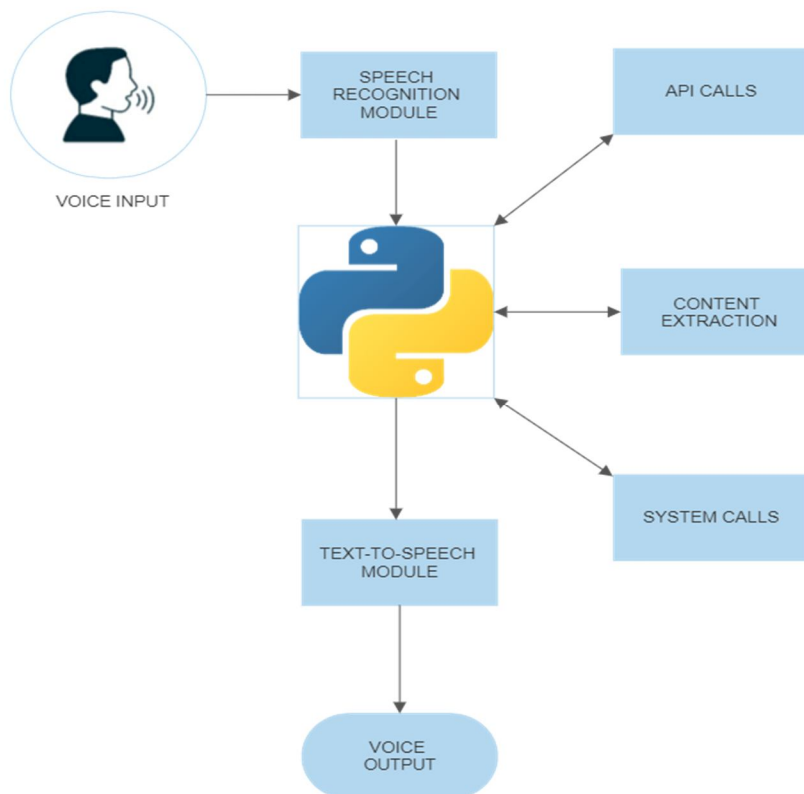 SPEECH
RECOGNITION
MODULE
API CALLS
VOICE INPUT
CONTENT
EXTRACTION
SYSTEM CALLS
TEXT-TO-SPEECH
MODULE
VOICE
OUTPUT